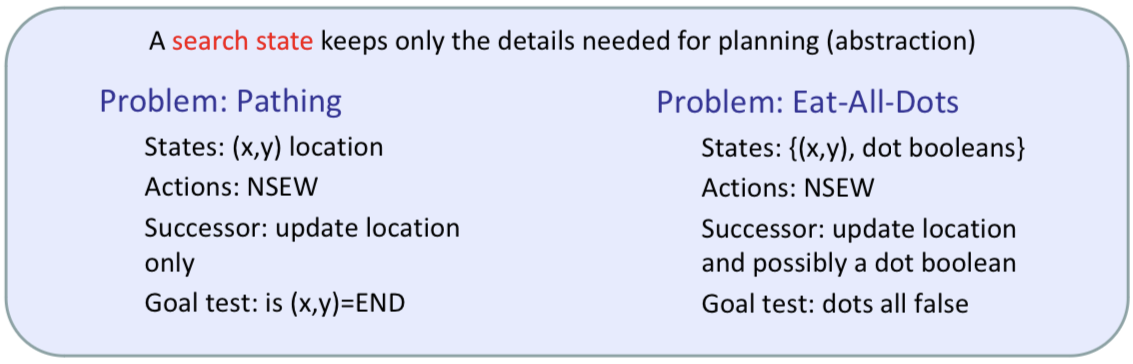 A search state keeps only the details needed for planning (abstraction)
Problem: Pathing
States: (x,y) location
Actions: NSEW
Successor: update location
only
Goal test: is (x,y)=END
Problem: Eat-All-Dots
States: {(x,y), dot booleans}
Actions: NSEW
Successor: update location
and possibly a dot boolean
Goal test: dots all false